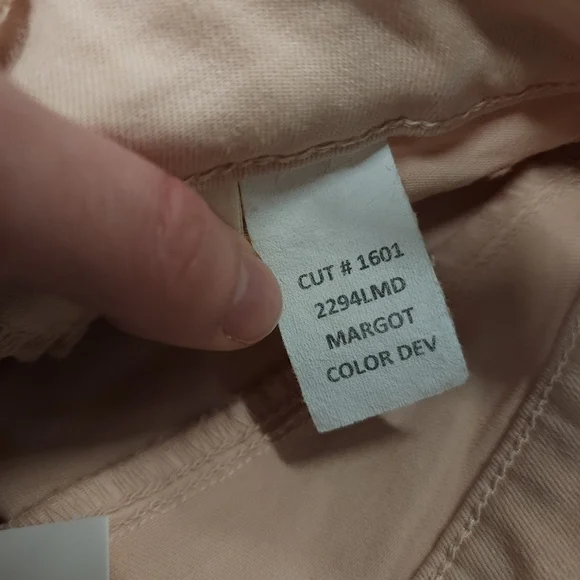 CUT # 1601
2294LMD
MARGOT
COLOR DEV